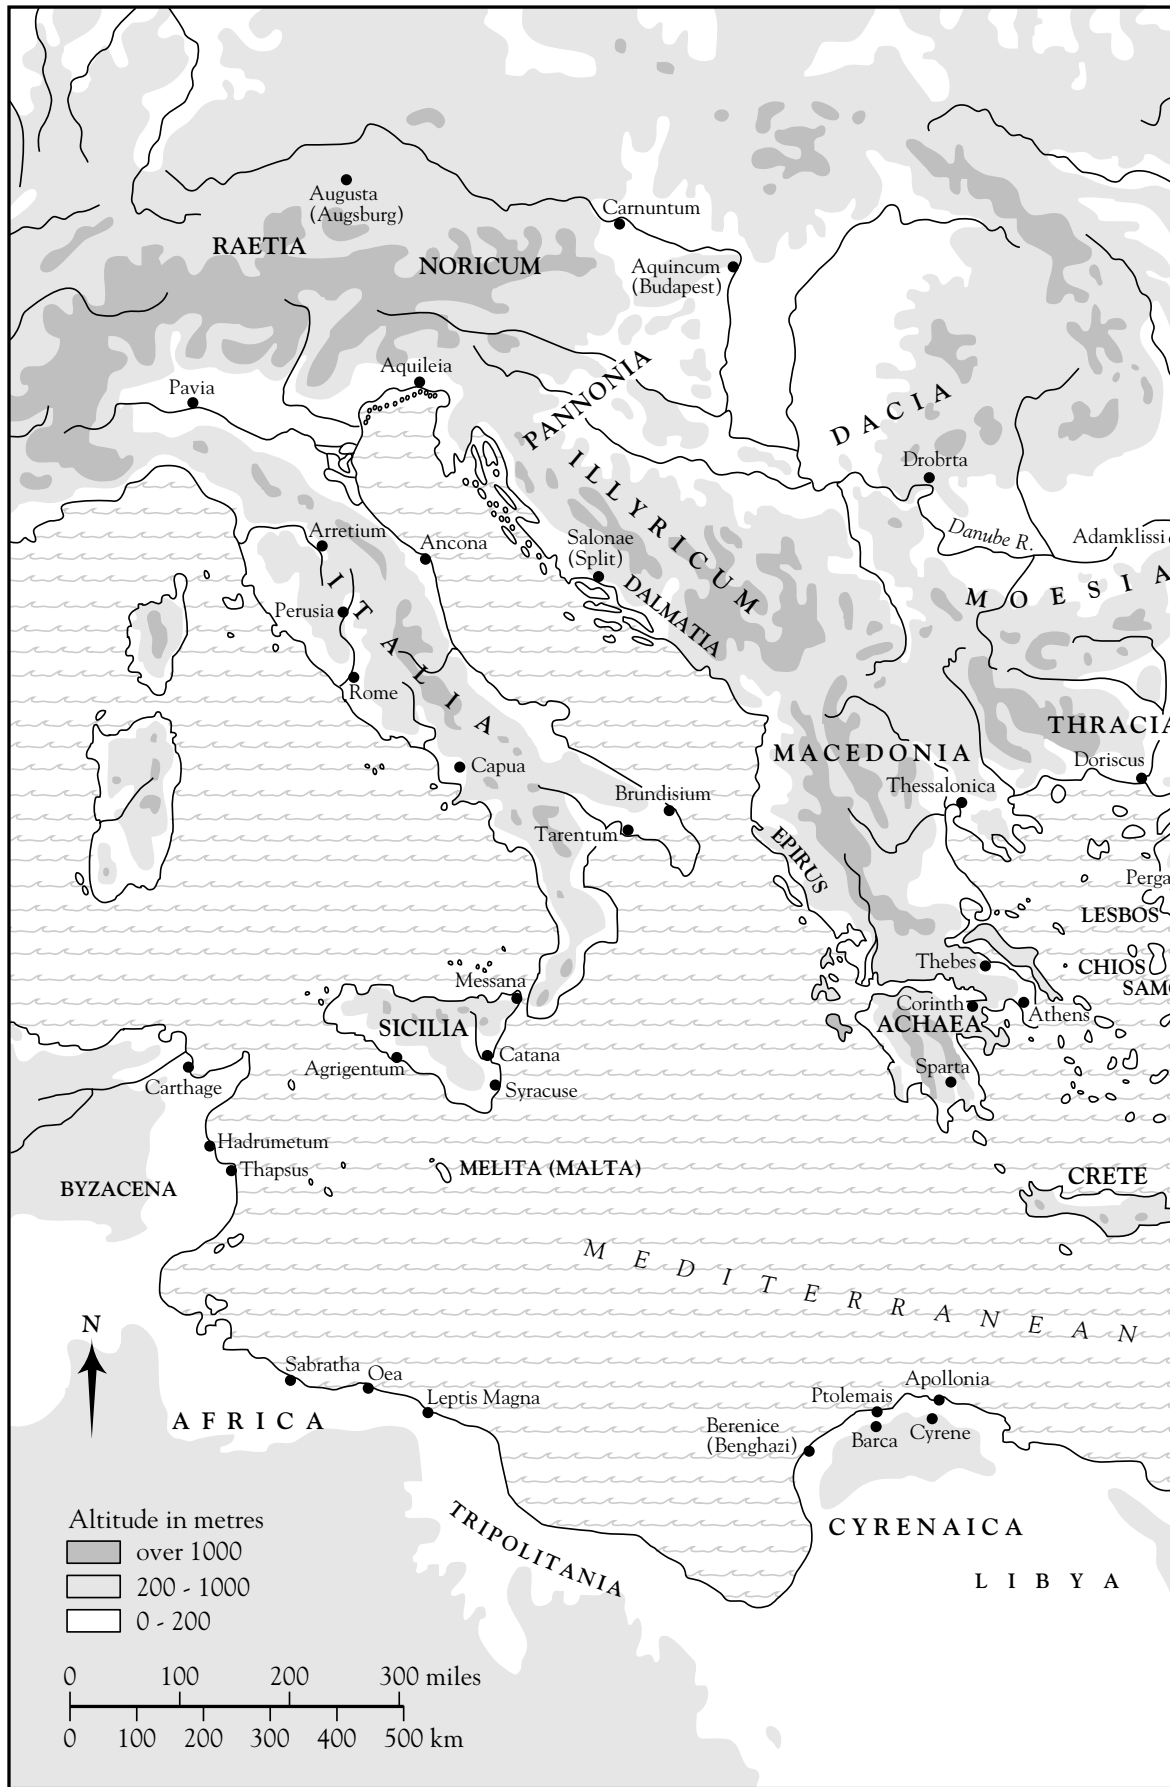 Augusta
(Augsburg)
Carnuntum
RAETIA
NORICUM
Aquincum
(Budapest)
Aquileia
Pavia
PANNONIA
DACIA
Drobrta
ILLYRICUM
Arretium
Ancona
Salonae
(Split)
Danube R.
Adamklissi
DALMATIA
MOESIA
Perusia
ITALIA
Rome
THRACIA
MACEDONIA
Doriscus
Capua
Thessalonica
Brundisium
Tarentum
EPIRUS
Perga
LESBOS
Thebes
CHIOS
SAMO
Messana
Corinth
Athens
SICILIA
ACHAEA
Catana
Agrigentum
Sparta
Carthage
Syracuse
Hadrumetum
Thapsus
MELITA (MALTA)
BYZACENA
CRETE
MEDITERRANEAN
N
Sabratha
Oea
Leptis Magna
Apollonia
Ptolemais
AFRICA
Berenice
(Benghazi)
Barca
Cyrene
TRIPOLITANIA
CYRENAICA
LIBYA
Altitude in metres
over 1000
200 - 1000
0 - 200
0 100 200 300 miles
0 100 200 300 400 500 km